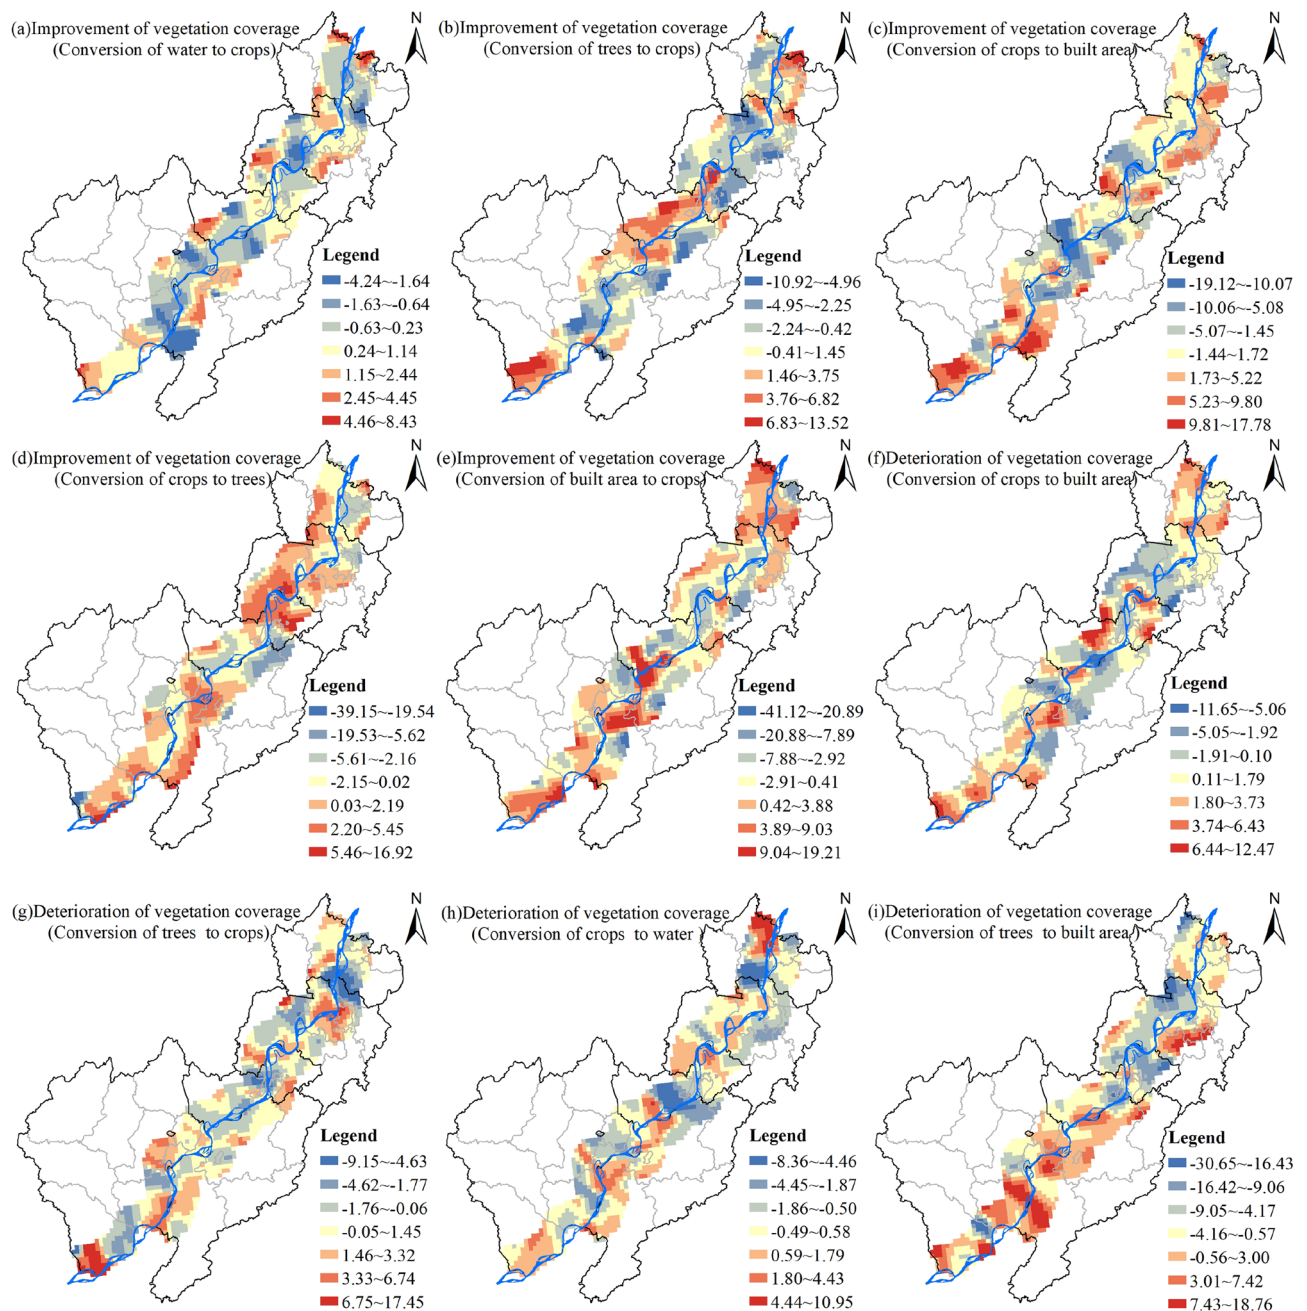 (a)Improvement of vegetation coverage
(Conversion of water to crops)
N
Legend
-4.24~-1.64
-1.63~-0.64
-0.63~0.23
0.24~1.14
1.15~2.44
2.45~4.45
4.46~8.43
(b)Improvement of vegetation coverage
(Conversion of trees to crops)
N
Legend
-10.92~-4.96
-4.95~-2.25
-2.24~-0.42
-0.41~1.45
1.46~3.75
3.76~6.82
6.83~13.52
(c)Improvement of vegetation coverage
(Conversion of crops to built area)
N
Legend
-19.12~-10.07
-10.06~-5.08
-5.07~-1.45
-1.44~1.72
1.73~5.22
5.23~9.80
9.81~17.78
(d)Improvement of vegetation coverage
(Conversion of crops to trees)
N
Legend
-39.15~-19.54
-19.53~-5.62
-5.61~-2.16
-2.15~0.02
0.03~2.19
2.20~5.45
5.46~16.92
(e)Improvement of vegetation coverage
(Conversion of built area to crops)
N
Legend
-41.12~-20.89
-20.88~-7.89
-7.88~-2.92
-2.91~0.41
0.42~3.88
3.89~9.03
9.04~19.21
(f)Deterioration of vegetation coverage
(Conversion of crops to built area)
N
Legend
-11.65~-5.06
-5.05~-1.92
-1.91~0.10
0.11~1.79
1.80~3.73
3.74~6.43
6.44~12.47
(g)Deterioration of vegetation coverage
(Conversion of trees to crops)
N
Legend
-9.15~-4.63
-4.62~-1.77
-1.76~-0.06
-0.05~1.45
1.46~3.32
3.33~6.74
6.75~17.45
(h)Deterioration of vegetation coverage
(Conversion of crops to water )
N
Legend
-8.36~-4.46
-4.45~-1.87
-1.86~-0.50
-0.49~0.58
0.59~1.79
1.80~4.43
4.44~10.95
(i)Deterioration of vegetation coverage
(Conversion of trees to built area)
N
Legend
-30.65~-16.43
-16.42~-9.06
-9.05~-4.17
-4.16~-0.57
-0.56~3.00
3.01~7.42
7.43~18.76